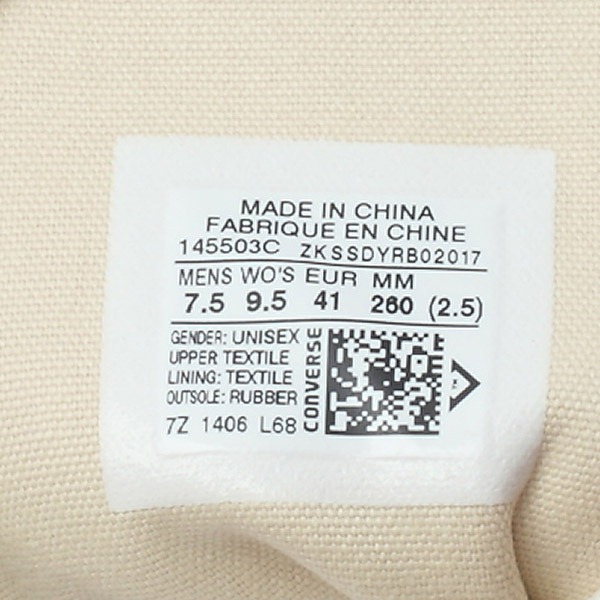 MADE IN CHINA
FABRIQUE EN CHINE
145503C ZKSSDYRB02017
MENS WO'S EUR MM
7.5 9.5 41 260 (2.5)
GENDER: UNISEX
UPPER TEXTILE
LINING: TEXTILE
OUTSOLE: RUBBER
7Z 1406 L68
CONVERSE